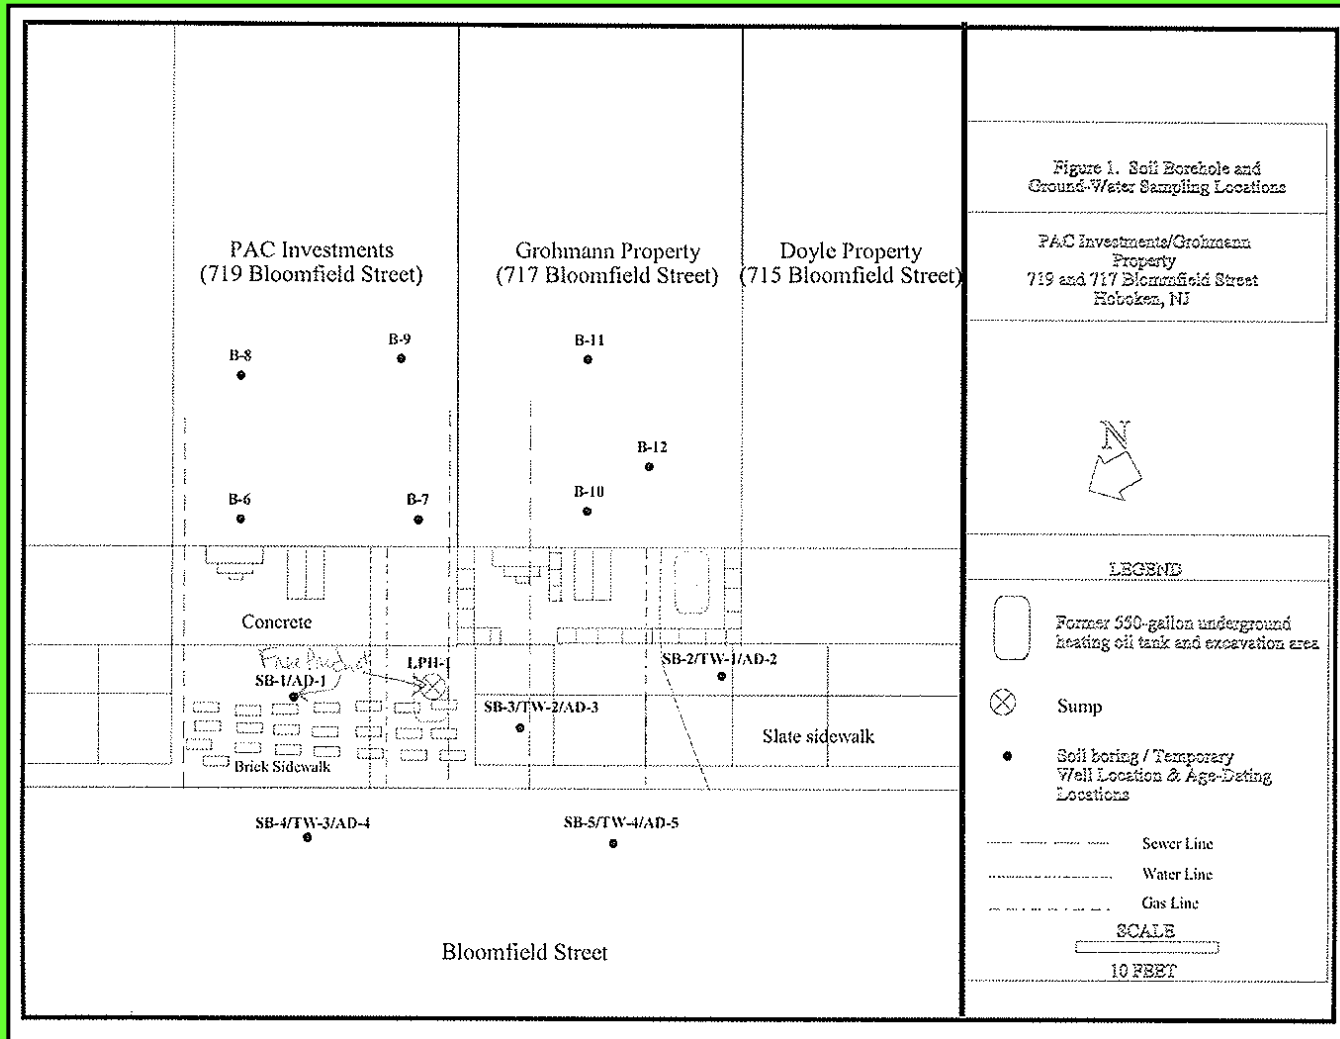 PAC Investments
(719 Bloomfield Street)
Grohmann Property
(717 Bloomfield Street)
Doyle Property
(715 Bloomfield Street)
B-8
B-9
B-11
B-12
B-6
B-7
B-10
Concrete
Free Product
LPH-1
SB-1/AD-1
SB-2/TW-1/AD-2
SB-3/TW-2/AD-3
Slate sidewalk
Brick Sidewalk
SB-4/TW-3/AD-4
SB-5/TW-4/AD-5
Bloomfield Street
Figure 1. Soil Borehole and
Ground-Water Sampling Locations
PAC Investments/Grohmann
Property
719 and 717 Blommfield Street
Hoboken, NJ
N
LEGEND
Former 550-gallon underground
heating oil tank and excavation area
Sump
Soil boring / Temporary
Well Location & Age-Dating
Locations
Sewer Line
Water Line
Gas Line
SCALE
10 FEET